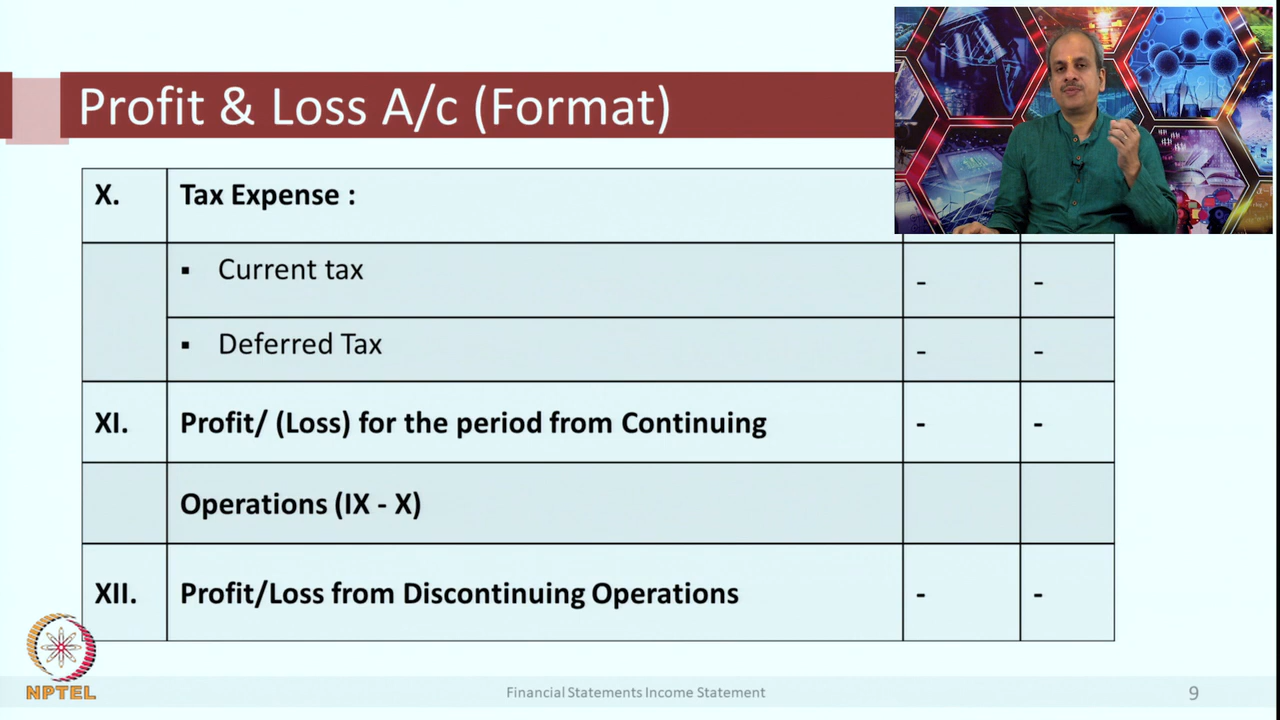 Profit & Loss A/c (Format)
X. Tax Expense :
▪ Current tax - -
▪ Deferred Tax - -
XI. Profit/ (Loss) for the period from Continuing - -
Operations (IX - X)
XII. Profit/Loss from Discontinuing Operations - -
NPTEL
Financial Statements Income Statement
9